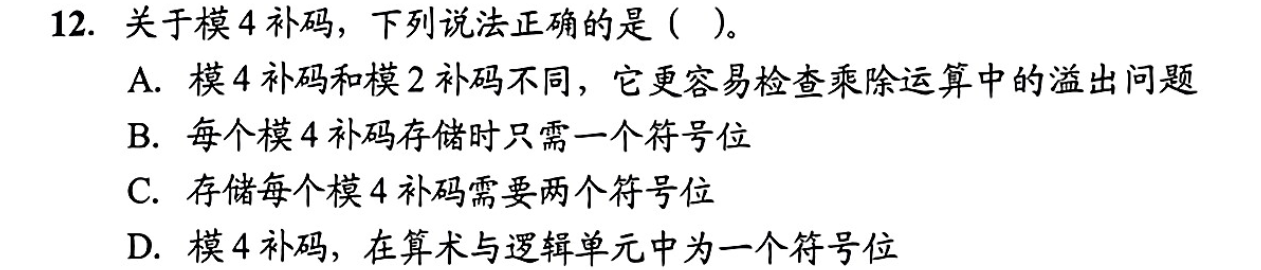 12. 关于模 4 补码，下列说法正确的是（ ）。
A. 模 4 补码和模 2 补码不同，它更容易检查乘除运算中的溢出问题
B. 每个模 4 补码存储时只需一个符号位
C. 存储每个模 4 补码需要两个符号位
D. 模 4 补码，在算术与逻辑单元中为一个符号位